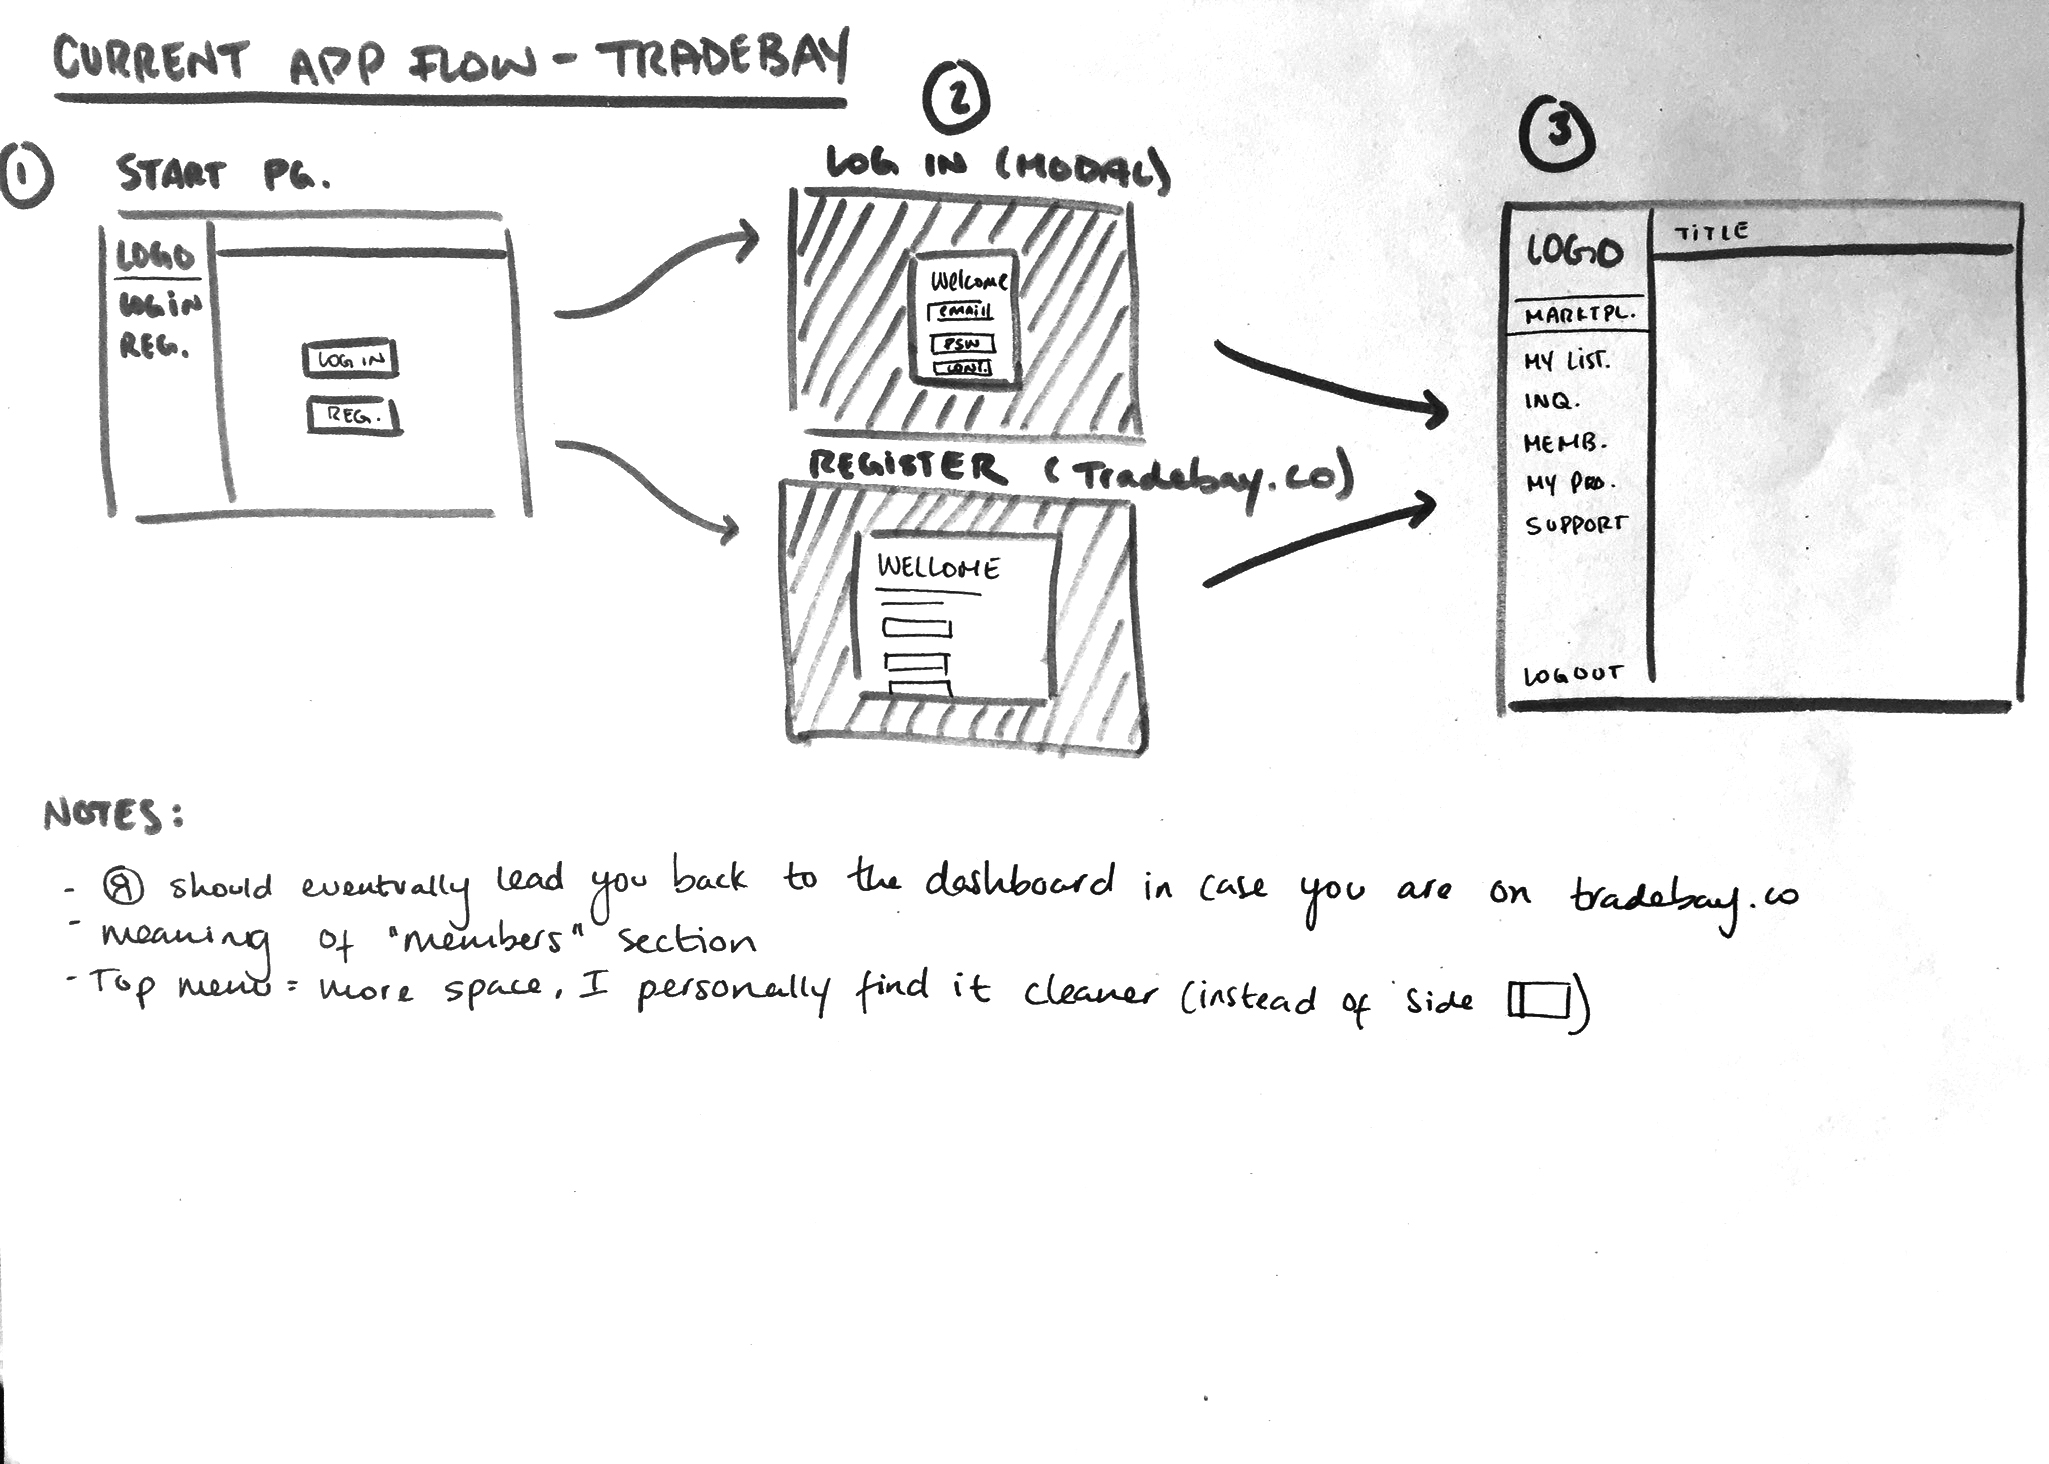 CURRENT APP FLOW - TRADEBAY
1 START PG.
LOGO
LOGIN
REG.
LOG IN
REG.
2
LOG IN (MODAL)
Welcome
EMAIL
PSW
CONT.
REGISTER (Tradebay.co)
WELLOME
3
LOGO
TITLE
MARKTPL.
MY LIST.
INQ.
MEMB.
MY PRO.
SUPPORT
LOGOUT
NOTES:
- should eventually lead you back to the dashboard in case you are on tradebay.co
- meaning of "members" section
- Top menu = more space, I personally find it cleaner (instead of side )